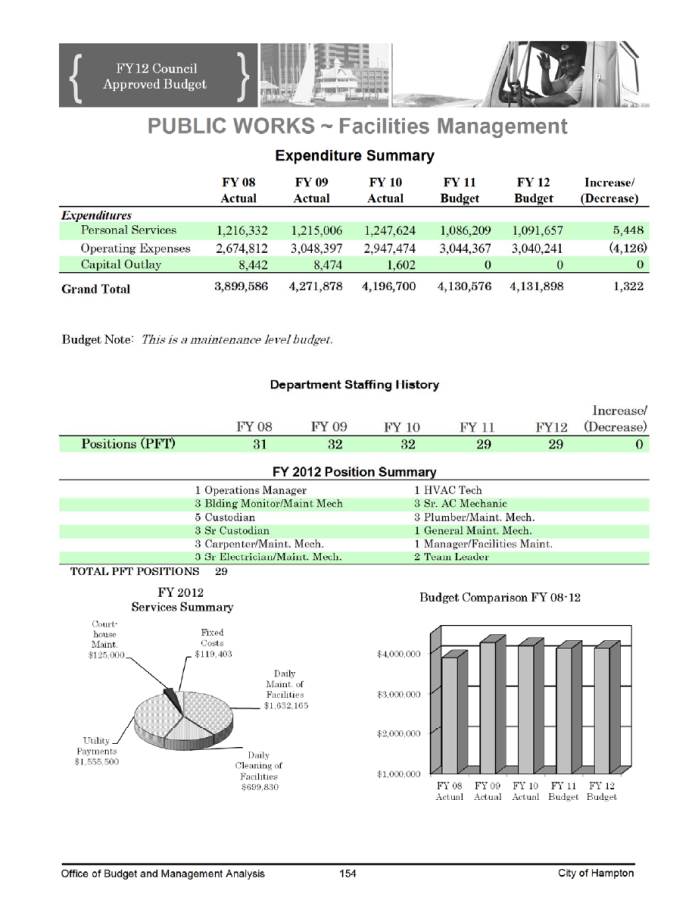 FY12 Council
Approved Budget
PUBLIC WORKS ~ Facilities Management
Expenditure Summary
FY 08 FY 09 FY 10 FY 11 FY 12 Increase/
Actual Actual Actual Budget Budget (Decrease)
Expenditures
Personal Services 1,216,332 1,215,006 1,247,624 1,086,209 1,091,657 5,448
Operating Expenses 2,674,812 3,048,397 2,947,474 3,044,367 3,040,241 (4,126)
Capital Outlay 8,442 8,474 1,602 0 0 0
Grand Total 3,899,586 4,271,878 4,196,700 4,130,576 4,131,898 1,322
Budget Note: This is a maintenance level budget.
Department Staffing History
Increase/
FY 08 FY 09 FY 10 FY 11 FY12 (Decrease)
Positions (PFT) 31 32 32 29 29 0
FY 2012 Position Summary
1 Operations Manager 1 HVAC Tech
3 Blding Monitor/Maint Mech 3 Sr. AC Mechanic
5 Custodian 3 Plumber/Maint. Mech.
3 Sr Custodian 1 General Maint. Mech.
3 Carpenter/Maint. Mech. 1 Manager/Facilities Maint.
3 Sr Electrician/Maint. Mech. 2 Team Leader
TOTAL PFT POSITIONS 29
FY 2012
Services Summary
Court-
house
Maint.
$125,000
Fixed
Costs
$119,403
Daily
Maint. of
Facilities
$1,632,165
Utility
Payments
$1,555,500
Daily
Cleaning of
Facilities
$699,830
Budget Comparison FY 08-12
$4,000,000
$3,000,000
$2,000,000
$1,000,000
FY 08 FY 09 FY 10 FY 11 FY 12
Actual Actual Actual Budget Budget
Office of Budget and Management Analysis 154 City of Hampton